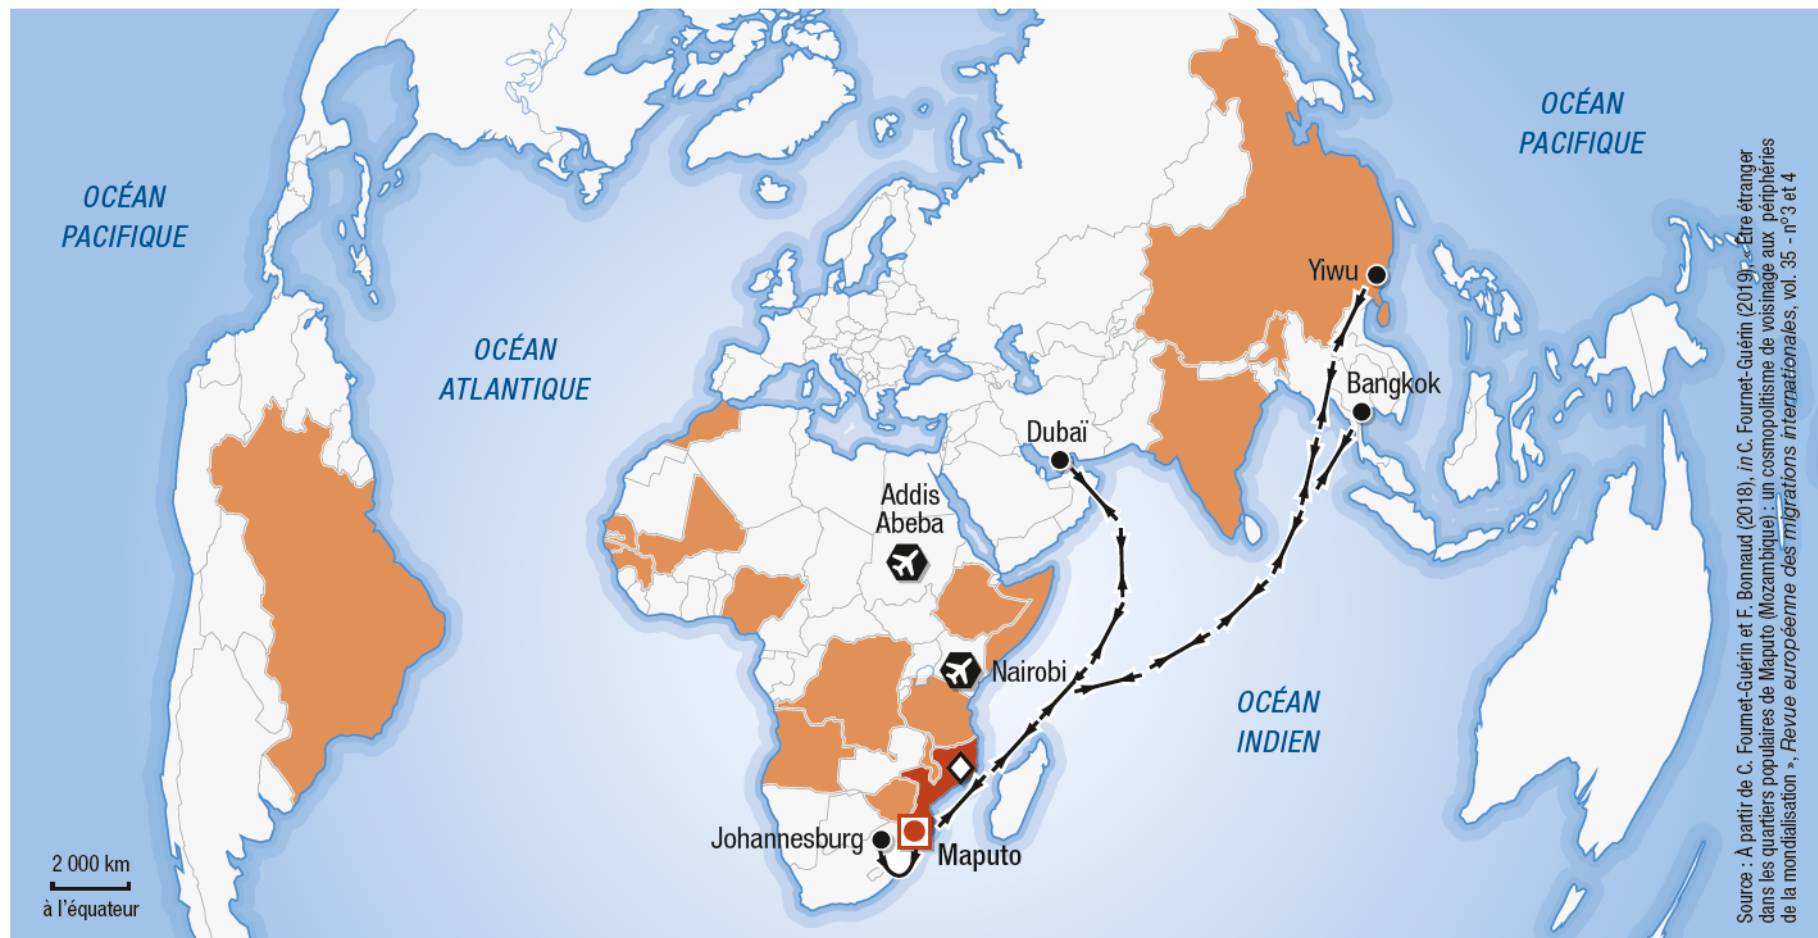 OCÉAN
PACIFIQUE
OCÉAN
PACIFIQUE
OCÉAN
ATLANTIQUE
Yiwu
Bangkok
Dubaï
Addis
Abeba
Nairobi
OCÉAN
INDIEN
Johannesburg
Maputo
2 000 km
à l'équateur
Source : À partir de C. Fournet-Guérin et F. Bonnaud (2018), in C. Fournet-Guérin (2019), « Être étranger
dans les quartiers populaires de Maputo (Mozambique) : un cosmopolitisme de voisinage aux périphéries
de la mondialisation », Revue européenne des migrations internationales, vol. 35 - n°3 et 4